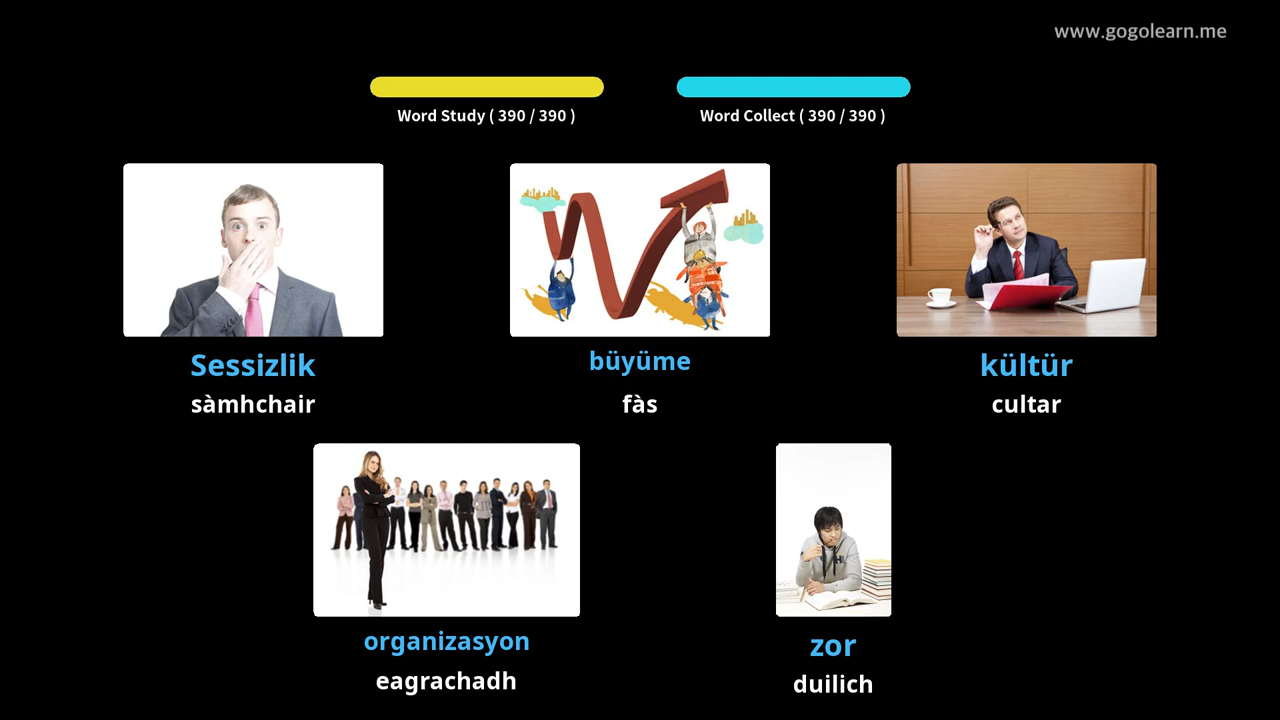 www.gogolearn.me
Word Study ( 390 / 390 )
Word Collect ( 390 / 390 )
Sessizlik
sàmhchair
büyüme
fàs
kültür
cultar
organizasyon
eagrachadh
zor
duilich